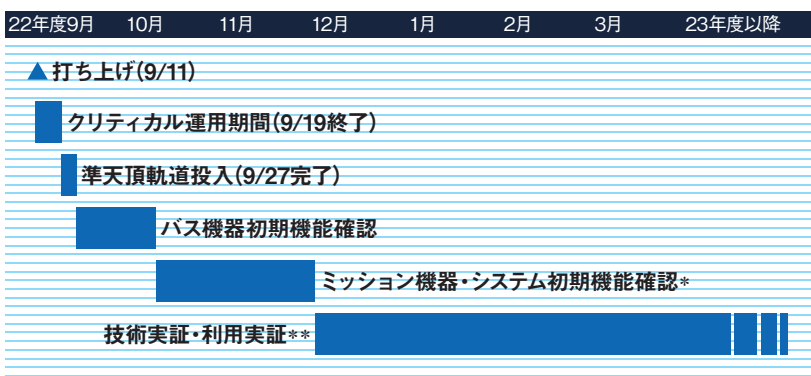 22年度9月 10月 11月 12月 1月 2月 3月 23年度以降
▲打ち上げ(9/11)
クリティカル運用期間(9/19終了)
準天頂軌道投入(9/27完了)
バス機器初期機能確認
ミッション機器・システム初期機能確認*
技術実証・利用実証**